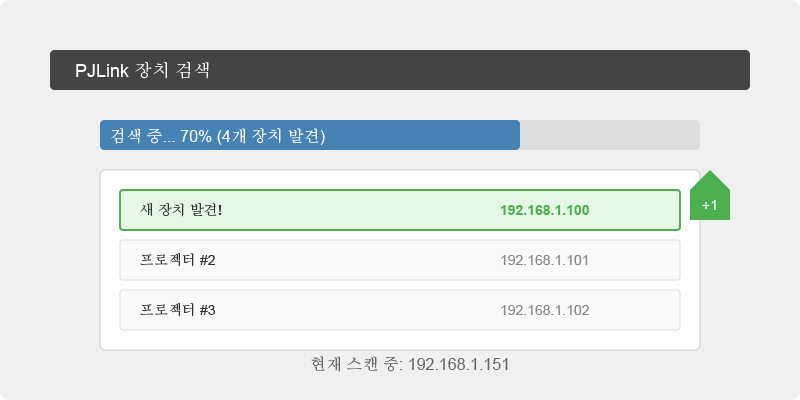 PJLink 장치 검색
검색 중... 70% (4개 장치 발견)
새 장치 발견! 192.168.1.100
+1
프로젝터 #2 192.168.1.101
프로젝터 #3 192.168.1.102
현재 스캔 중: 192.168.1.151